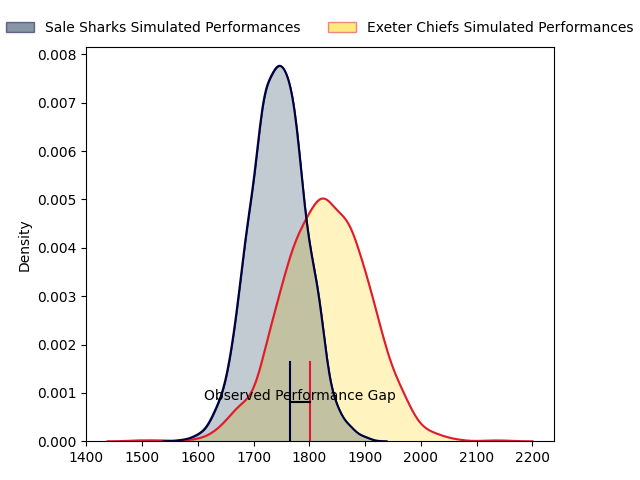 Sale Sharks Simulated Performances Exeter Chiefs Simulated Performances
0.008
0.007
0.006
0.005
0.004
0.003
0.002
0.001
0.000
Density
Observed Performance Gap
1400 1500 1600 1700 1800 1900 2000 2100 2200